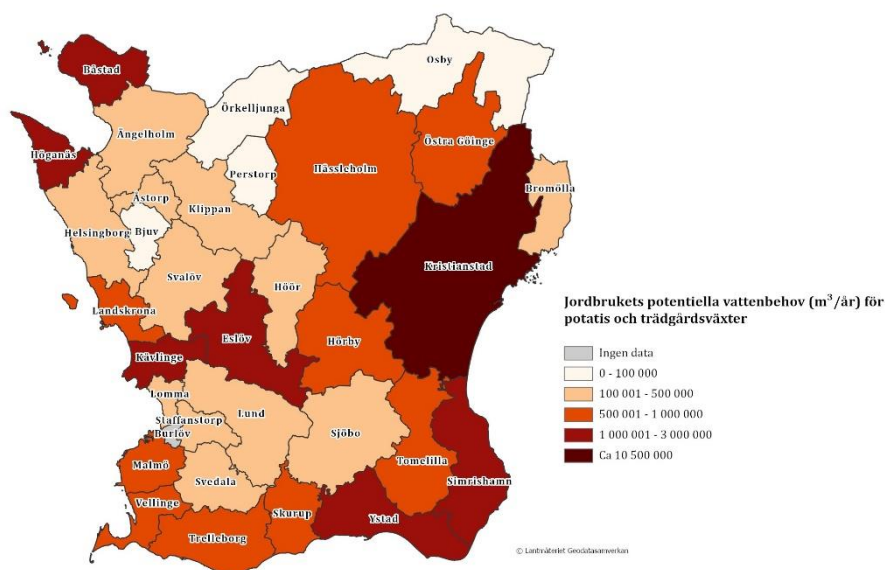 Osby
Båstad
Örkelljunga
Ängelholm
Östra Göinge
Höganäs
Hässleholm
Perstorp
Bromölla
Åstorp
Klippan
Helsingborg
Bjuv
Kristianstad
Svalöv
Höör
Landskrona
Eslöv
Hörby
Kävlinge
Lomma
Lund
Staffanstorp
Burlöv
Sjöbo
Malmö
Tomelilla
Svedala
Simrishamn
Vellinge
Skurup
Ystad
Trelleborg
Jordbrukets potentiella vattenbehov (m³/år) för
potatis och trädgårdsväxter
Ingen data
0 - 100 000
100 001 - 500 000
500 001 - 1 000 000
1 000 001 - 3 000 000
Ca 10 500 000
© Lantmäteriet Geodatasamverkan